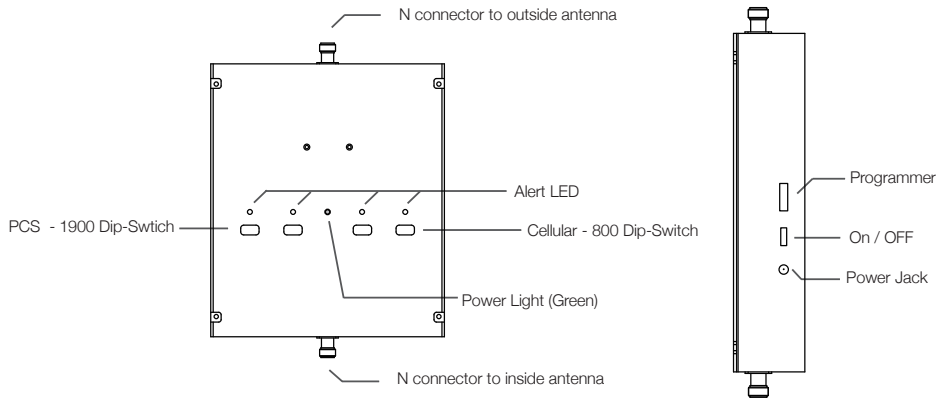 N connector to outside antenna
Alert LED
PCS - 1900 Dip-Swtich
Cellular - 800 Dip-Switch
Power Light (Green)
N connector to inside antenna
Programmer
On / OFF
Power Jack